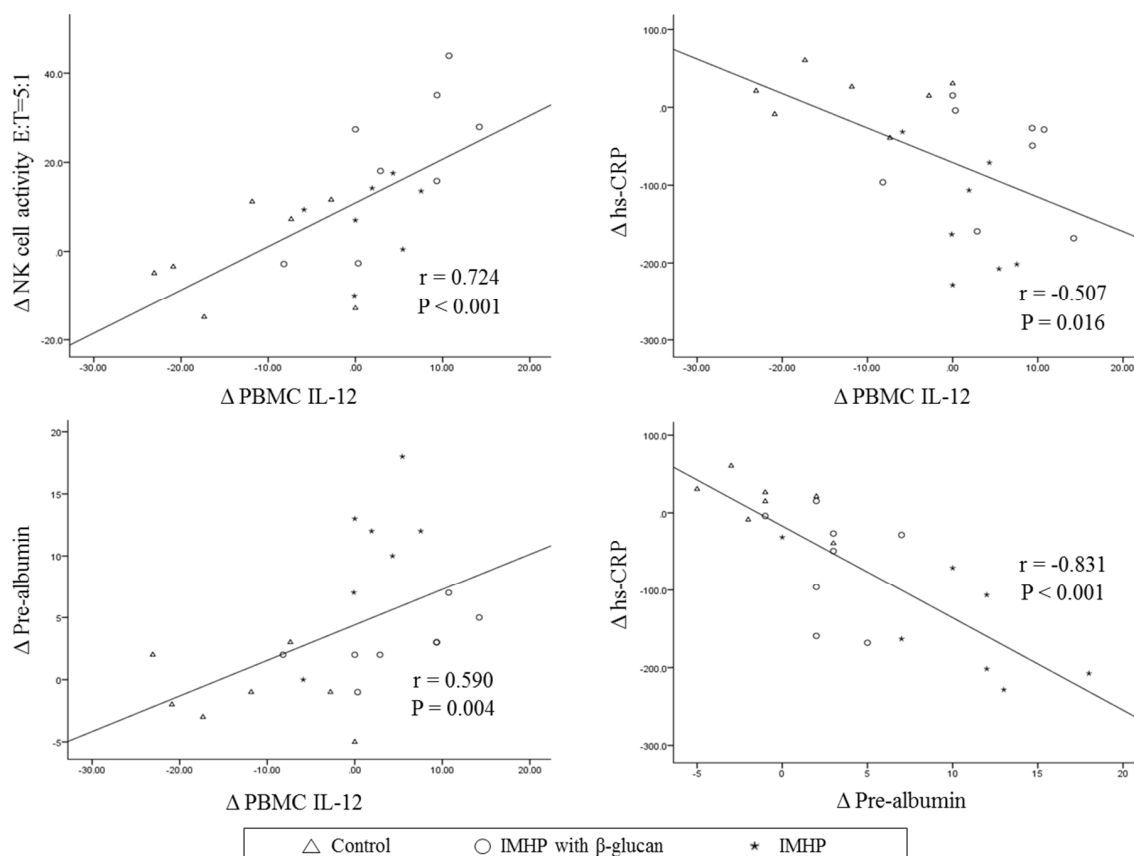 Δ NK cell activity E:T=5:1
40.0
20.0
.0
-20.0
r = 0.724
P < 0.001
-30.00 -20.00 -10.00 .00 10.00 20.00
Δ PBMC IL-12
Δ hs-CRP
100.0
.0
-100.0
-200.0
-300.0
r = -0.507
P = 0.016
-30.00 -20.00 -10.00 .00 10.00 20.00
Δ PBMC IL-12
Δ Pre-albumin
20
15
10
5
0
-5
r = 0.590
P = 0.004
-30.00 -20.00 -10.00 .00 10.00 20.00
Δ PBMC IL-12
Δ hs-CRP
100.0
.0
-100.0
-200.0
-300.0
r = -0.831
P < 0.001
-5 0 5 10 15 20
Δ Pre-albumin
Control IMHP with β-glucan IMHP